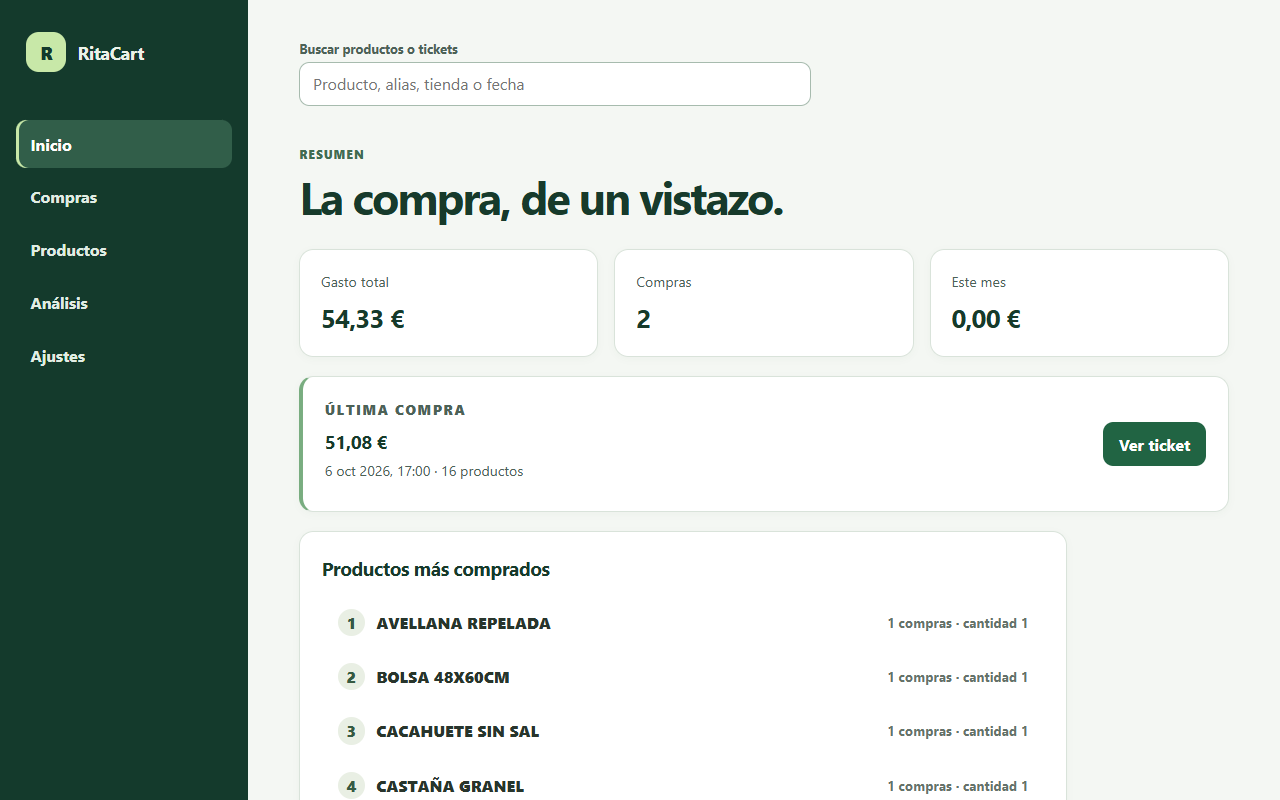 R RitaCart
Inicio
Compras
Productos
Análisis
Ajustes
Buscar productos o tickets
Producto, alias, tienda o fecha
RESUMEN
La compra, de un vistazo.
Gasto total
54,33 €
Compras
2
Este mes
0,00 €
ÚLTIMA COMPRA
51,08 €
6 oct 2026, 17:00 · 16 productos
Ver ticket
Productos más comprados
1 AVELLANA REPELADA 1 compras · cantidad 1
2 BOLSA 48X60CM 1 compras · cantidad 1
3 CACAHUETE SIN SAL 1 compras · cantidad 1
4 CASTAÑA GRANEL 1 compras · cantidad 1